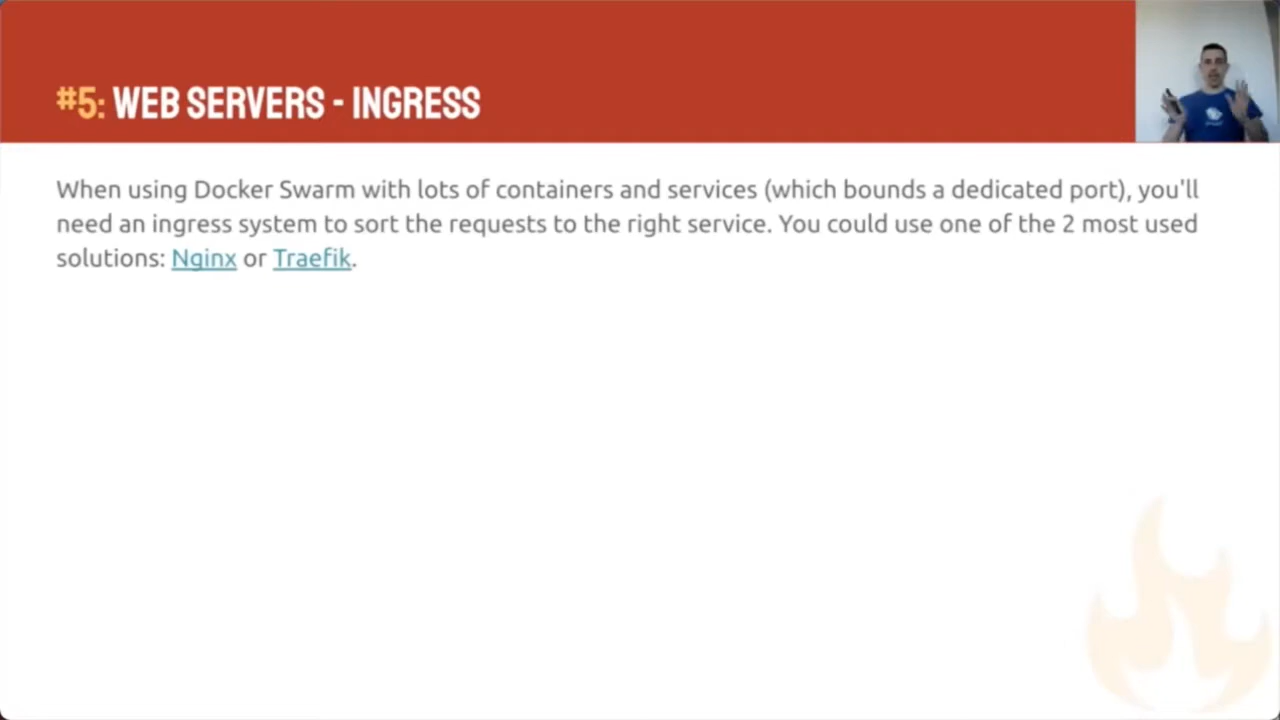 #5: WEB SERVERS - INGRESS
When using Docker Swarm with lots of containers and services (which bounds a dedicated port), you'll
need an ingress system to sort the requests to the right service. You could use one of the 2 most used
solutions: Nginx or Traefik.